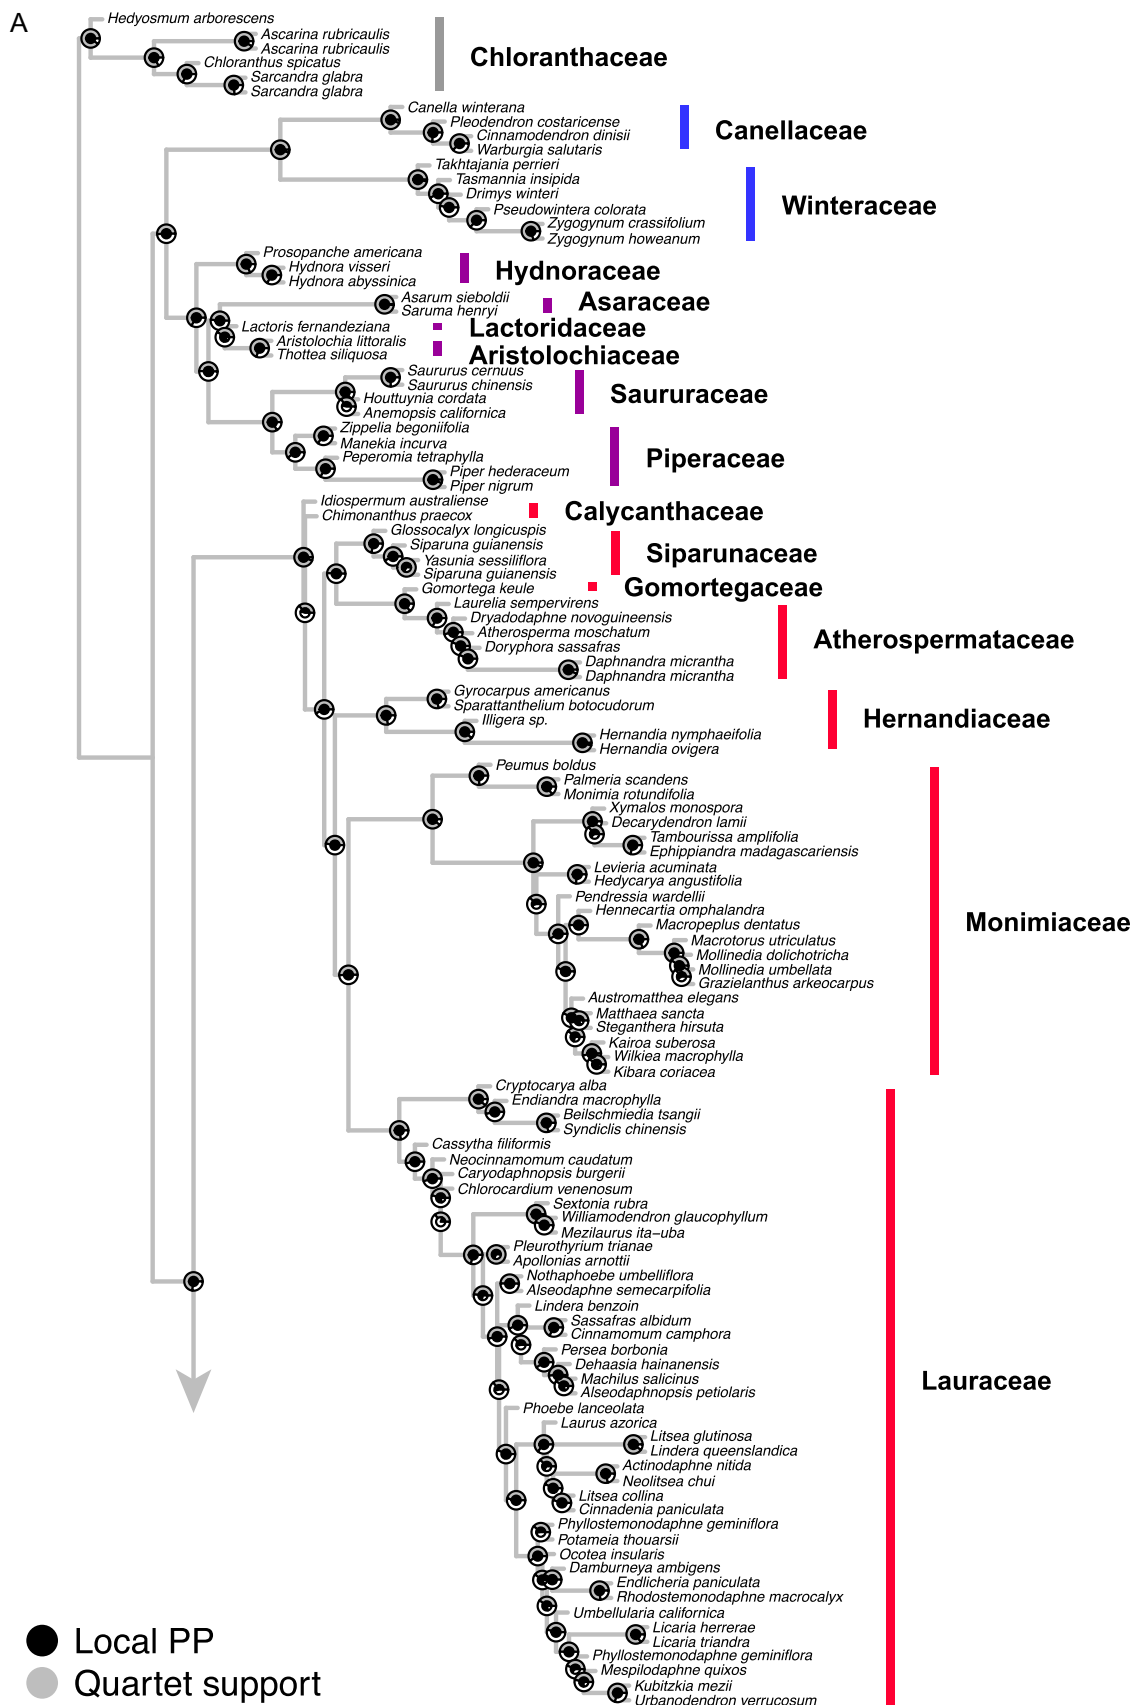 A
Hedyosmum arborescens
Ascarina rubricaulis
Ascarina rubricaulis
Chloranthus spicatus
Sarcandra glabra
Sarcandra glabra
Chloranthaceae
Canella winterana
Pleodendron costaricense
Cinnamodendron dinisii
Warburgia salutaris
Canellaceae
Takhtajania perrieri
Tasmannia insipida
Drimys winteri
Pseudowintera colorata
Zygogynum crassifolium
Zygogynum howeanum
Winteraceae
Prosopanche americana
Hydnora visseri
Hydnora abyssinica
Hydnoraceae
Asarum sieboldii
Saruma henryi
Asaraceae
Lactoris fernandeziana
Lactoridaceae
Aristolochia littoralis
Thottea siliquosa
Aristolochiaceae
Saururus cernuus
Saururus chinensis
Houttuynia cordata
Anemopsis californica
Saururaceae
Zippelia begoniifolia
Manekia incurva
Peperomia tetraphylla
Piper hederaceum
Piper nigrum
Piperaceae
Idiospermum australiense
Chimonanthus praecox
Calycanthaceae
Glossocalyx longicuspis
Siparuna guianensis
Yasunia sessiliflora
Siparuna guianensis
Siparunaceae
Gomortega keule
Gomortegaceae
Laurelia sempervirens
Dryadodaphne novoguineensis
Atherosperma moschatum
Doryphora sassafras
Daphnandra micrantha
Daphnandra micrantha
Atherospermataceae
Gyrocarpus americanus
Sparattanthelium botocudorum
Illigera sp.
Hernandia nymphaeifolia
Hernandia ovigera
Hernandiaceae
Peumus boldus
Palmeria scandens
Monimia rotundifolia
Xymalos monospora
Decarydendron lamii
Tambourissa amplifolia
Ephippiandra madagascariensis
Levieria acuminata
Hedycarya angustifolia
Pendressia wardellii
Hennecartia omphalandra
Macropeplus dentatus
Macrotorus utriculatus
Mollinedia dolichotricha
Mollinedia umbellata
Grazielanthus arkeocarpus
Austromatthea elegans
Matthaea sancta
Steganthera hirsuta
Kairoa suberosa
Wilkiea macrophylla
Kibara coriacea
Monimiaceae
Cryptocarya alba
Endiandra macrophylla
Beilschmiedia tsangii
Syndiclis chinensis
Cassytha filiformis
Neocinnamomum caudatum
Caryodaphnopsis burgerii
Chlorocardium venenosum
Sextonia rubra
Williamodendron glaucophyllum
Mezilaurus ita−uba
Pleurothyrium trianae
Apollonias arnottii
Nothaphoebe umbelliflora
Alseodaphne semecarpifolia
Lindera benzoin
Sassafras albidum
Cinnamomum camphora
Persea borbonia
Dehaasia hainanensis
Machilus salicinus
Alseodaphnopsis petiolaris
Phoebe lanceolata
Laurus azorica
Litsea glutinosa
Lindera queenslandica
Actinodaphne nitida
Neolitsea chui
Litsea collina
Cinnadenia paniculata
Phyllostemonodaphne geminiflora
Potameia thouarsii
Ocotea insularis
Damburneya ambigens
Endlicheria paniculata
Rhodostemonodaphne macrocalyx
Umbellularia californica
Licaria herrerae
Licaria triandra
Phyllostemonodaphne geminiflora
Mespilodaphne quixos
Kubitzkia mezii
Urbanodendron verrucosum
Lauraceae
Local PP
Quartet support